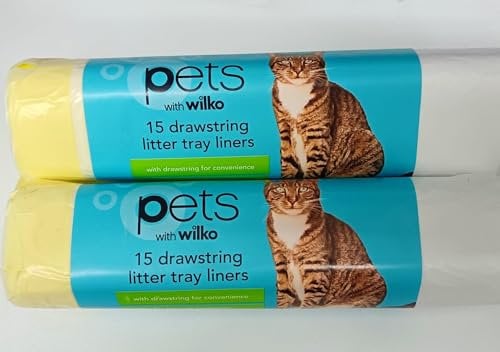 pets
with wilko
15 drawstring
litter tray liners
with drawstring for convenience
pets
with wilko
15 drawstring
litter tray liners
with drawstring for convenience